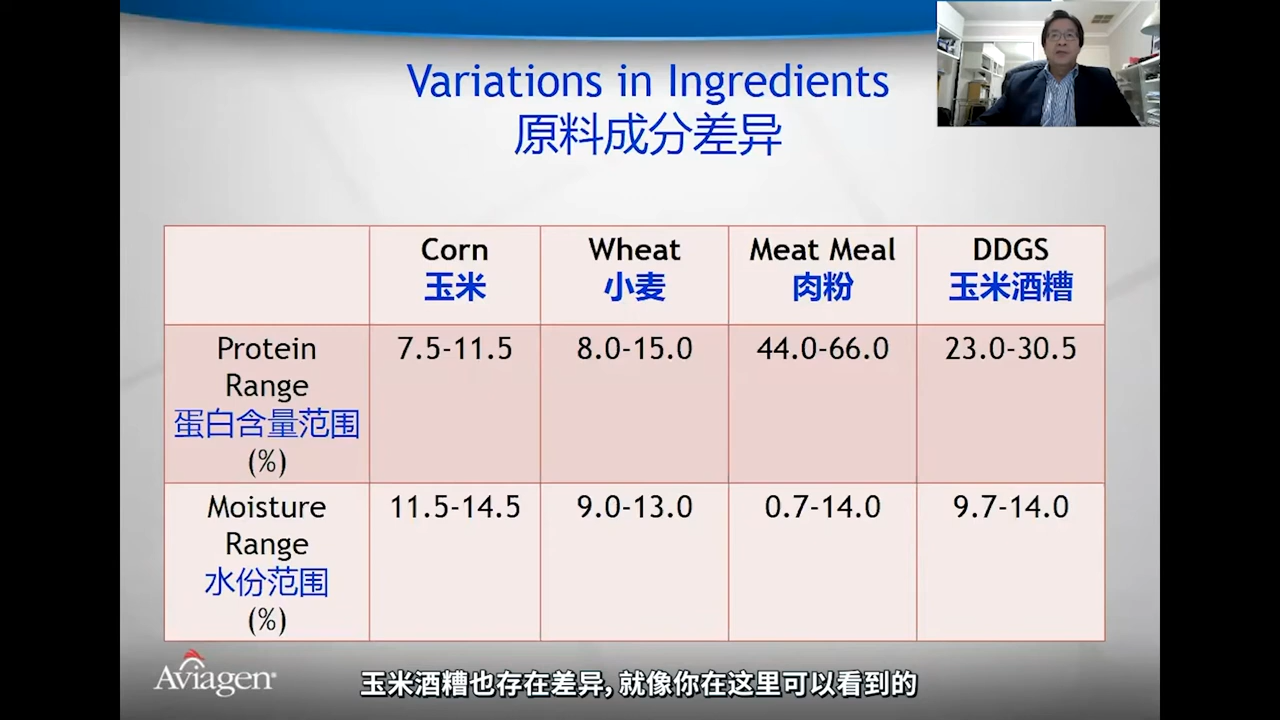 Variations in Ingredients
原料成分差异
Corn
玉米
Wheat
小麦
Meat Meal
肉粉
DDGS
玉米酒糟
Protein
Range
蛋白含量范围
(%)
7.5-11.5
8.0-15.0
44.0-66.0
23.0-30.5
Moisture
Range
水份范围
(%)
11.5-14.5
9.0-13.0
0.7-14.0
9.7-14.0
Aviagen
玉米酒糟也存在差异, 就像你在这里可以看到的